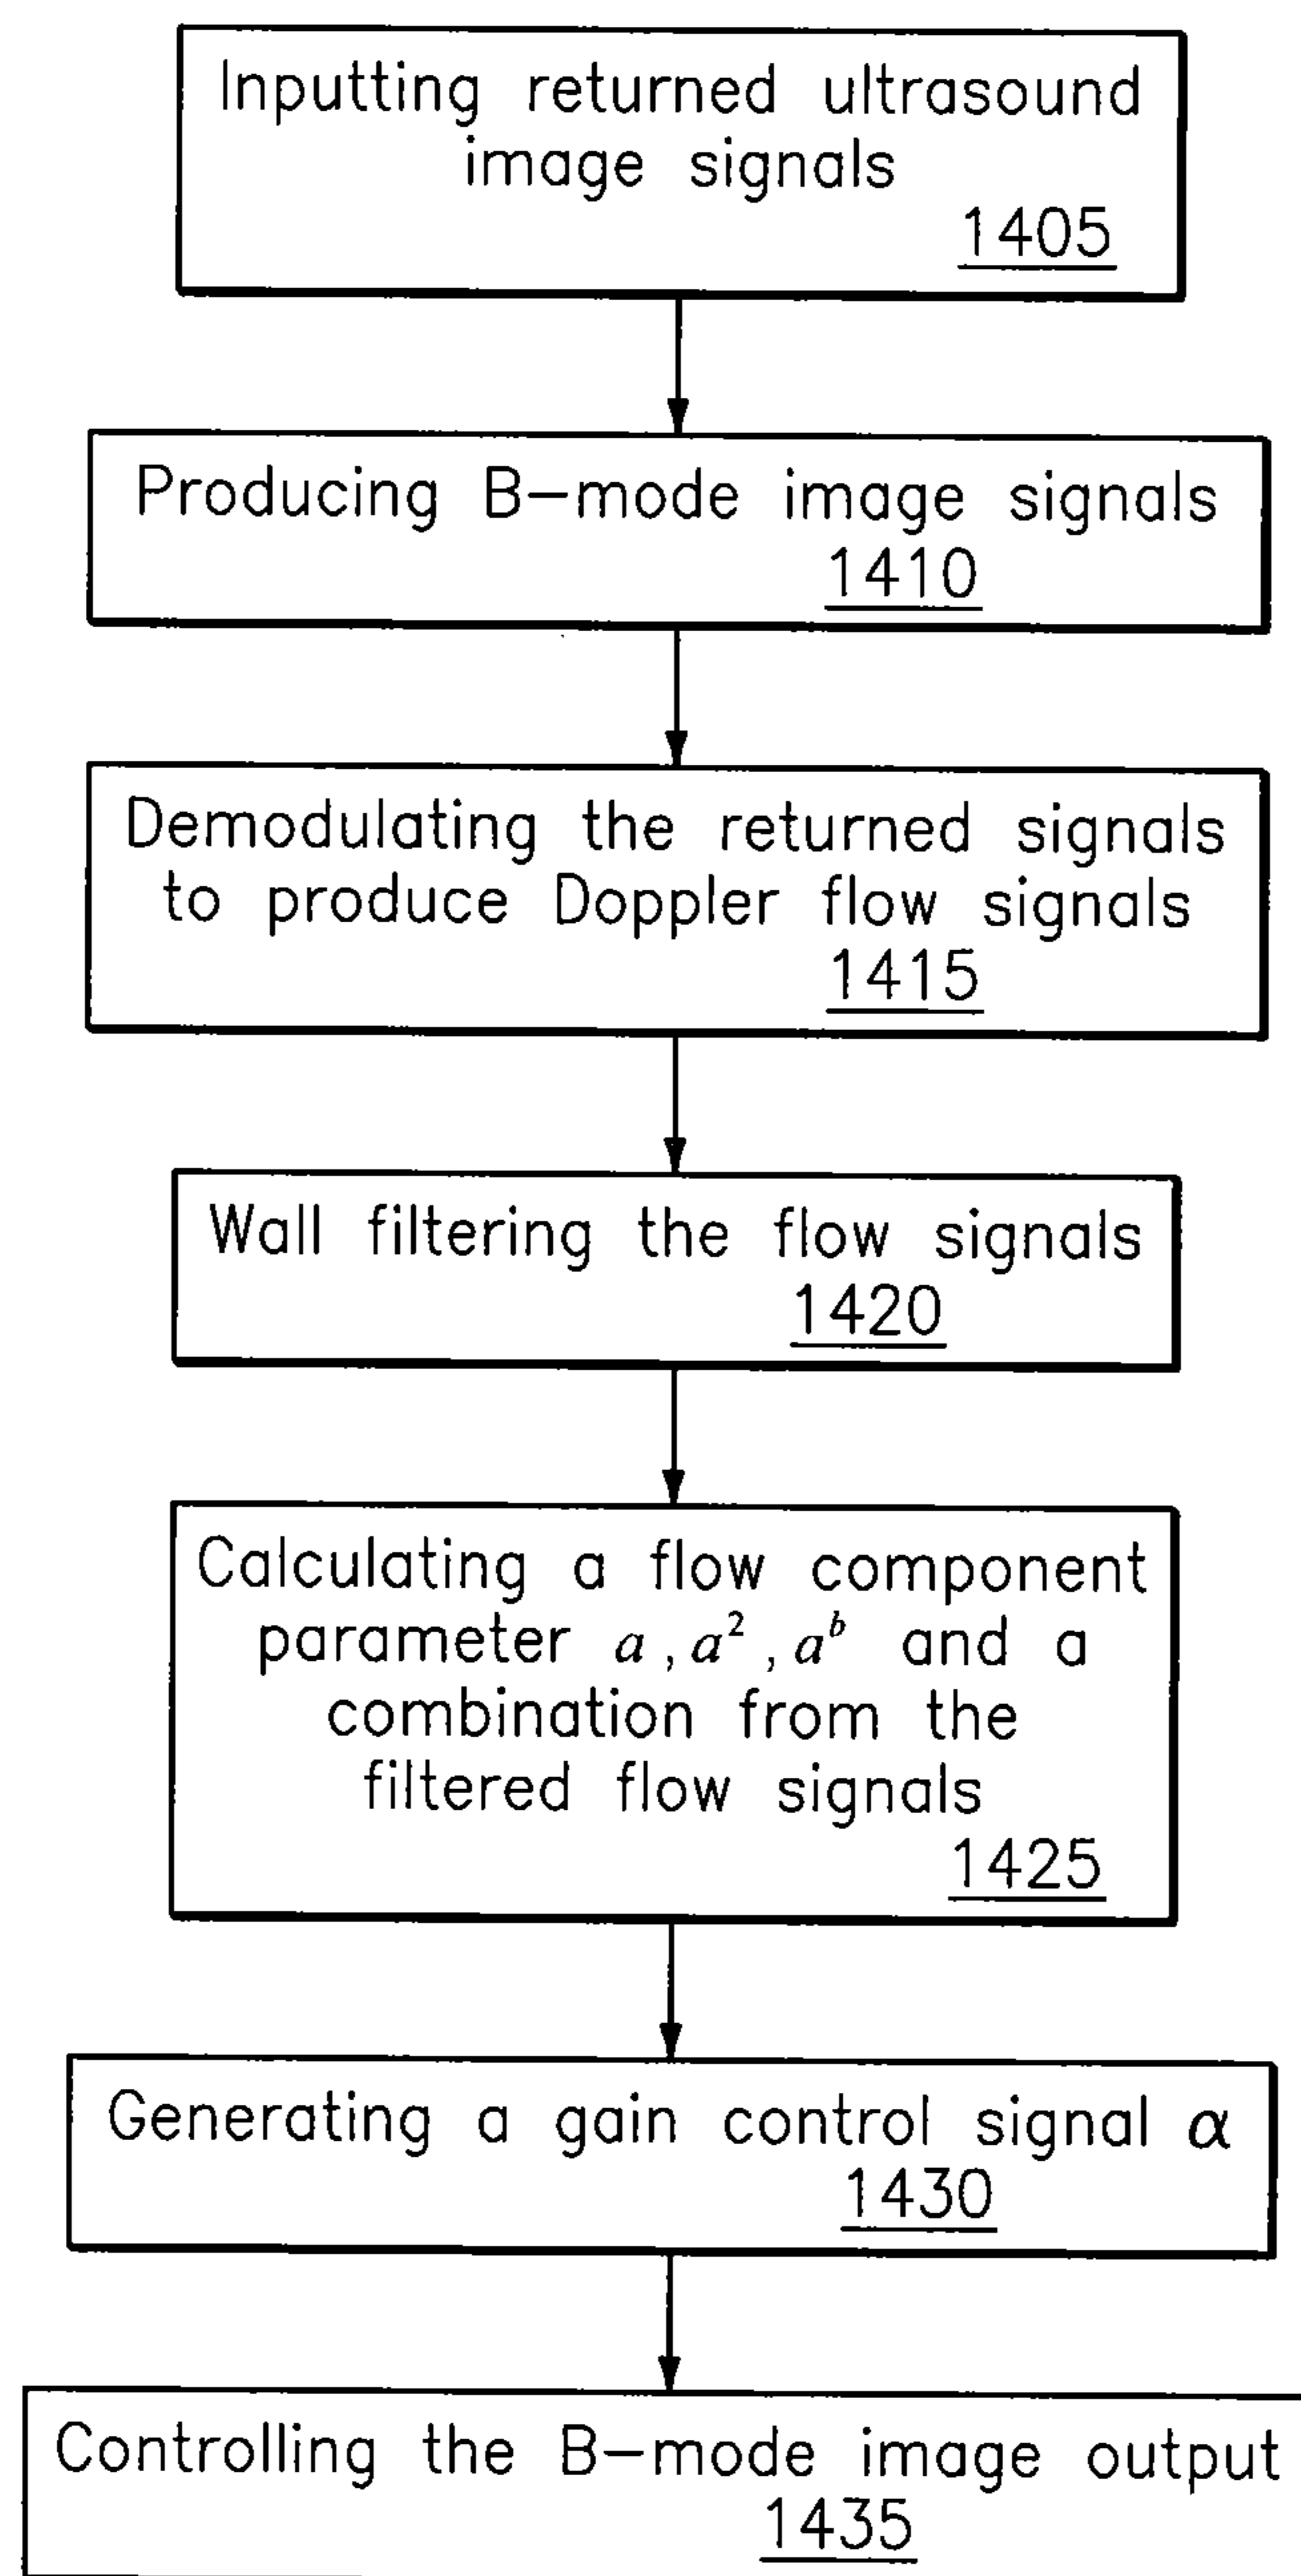 Inputting returned ultrasound
image signals
1405
Producing B-mode image signals
1410
Demodulating the returned signals
to produce Doppler flow signals
1415
Wall filtering the flow signals
1420
Calculating a flow component
parameter a, a², aᵇ and a
combination from the
filtered flow signals
1425
Generating a gain control signal α
1430
Controlling the B-mode image output
1435